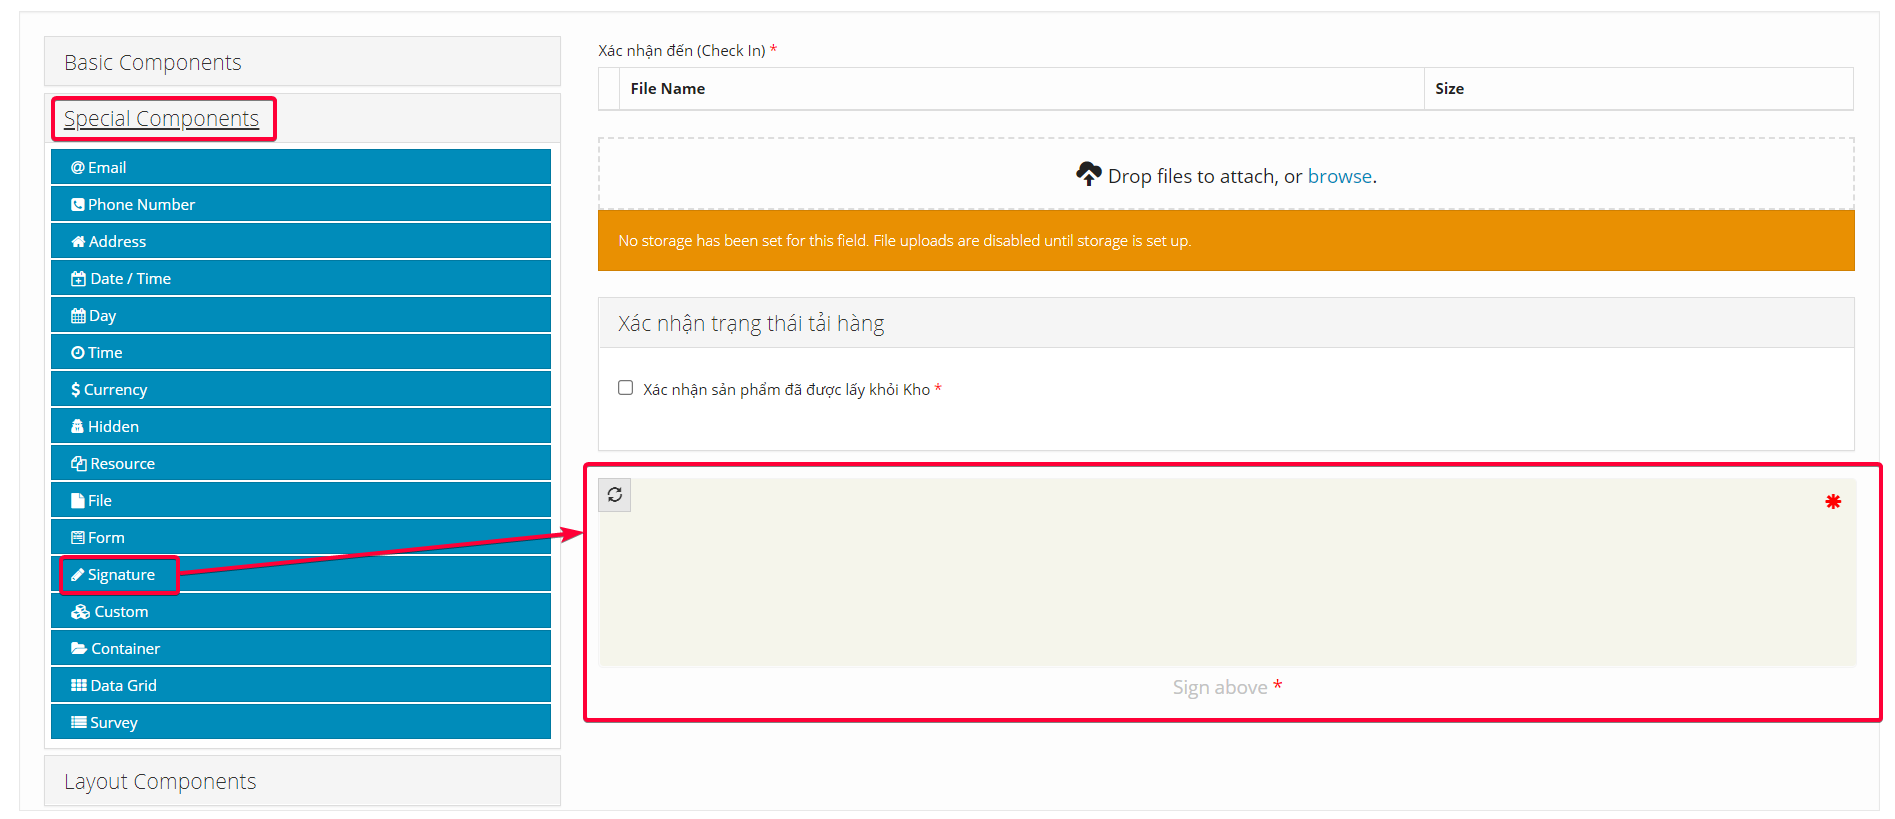 Basic Components
Special Components
Email
Phone Number
Address
Date / Time
Day
Time
Currency
Hidden
Resource
File
Form
Signature
Custom
Container
Data Grid
Survey
Layout Components
Xác nhận đến (Check In) *
File Name Size
Drop files to attach, or browse.
No storage has been set for this field. File uploads are disabled until storage is set up.
Xác nhận trạng thái tải hàng
Xác nhận sản phẩm đã được lấy khỏi Kho *
Sign above *